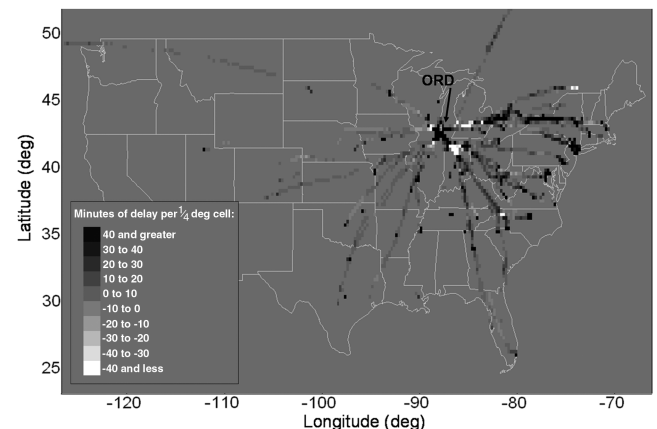 50
45
40
35
30
25
Latitude (deg)
ORD
Minutes of delay per 1/4 deg cell:
40 and greater
30 to 40
20 to 30
10 to 20
0 to 10
-10 to 0
-20 to -10
-30 to -20
-40 to -30
-40 and less
-120 -110 -100 -90 -80 -70
Longitude (deg)